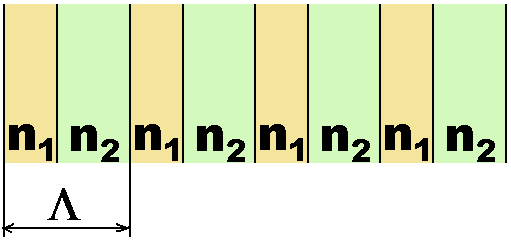 n₁ n₂ n₁ n₂ n₁ n₂ n₁ n₂
Λ